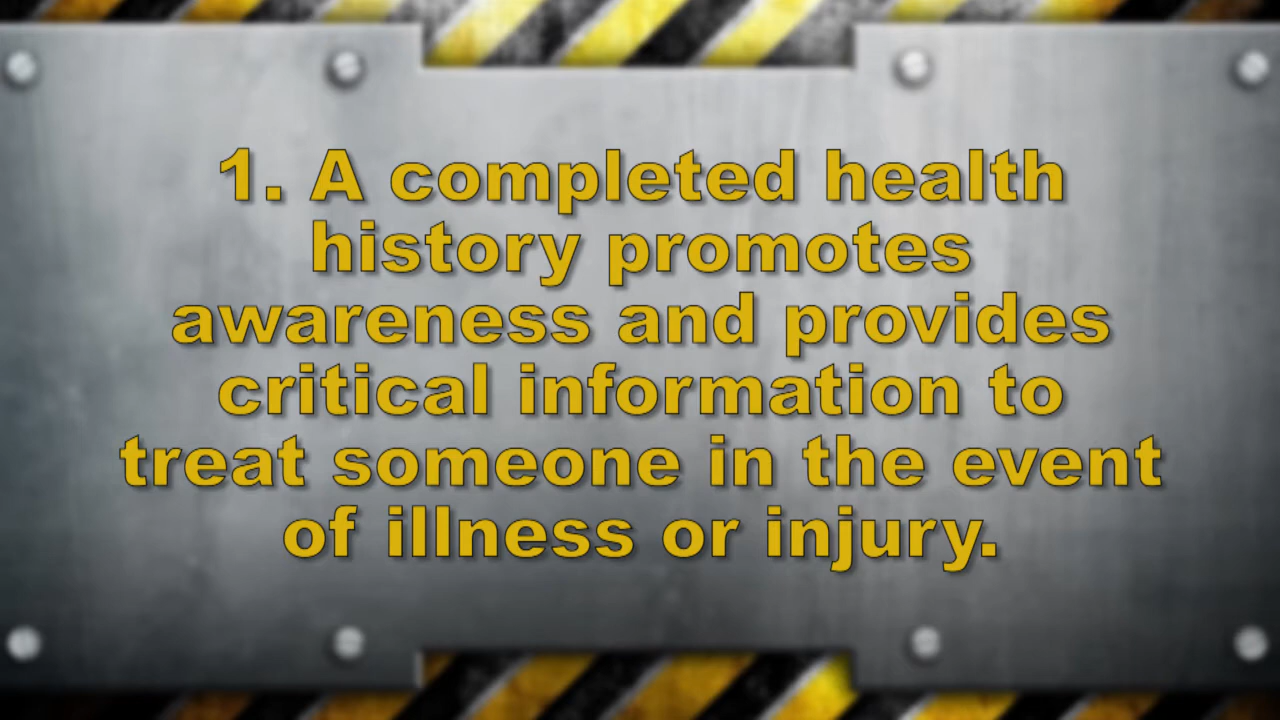 1. A completed health
history promotes
awareness and provides
critical information to
treat someone in the event
of illness or injury.